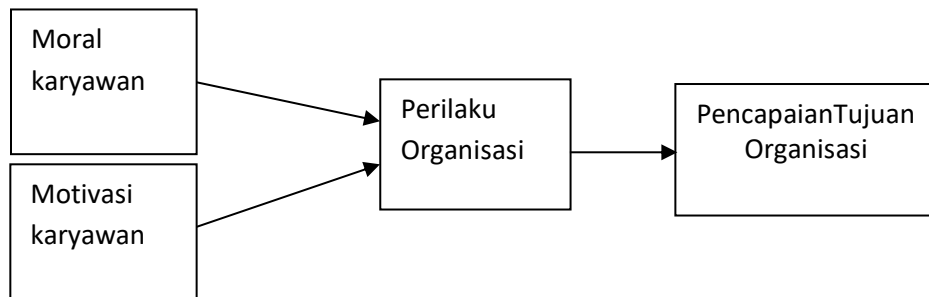 Moral
karyawan
Motivasi
karyawan
Perilaku
Organisasi
PencapaianTujuan
Organisasi